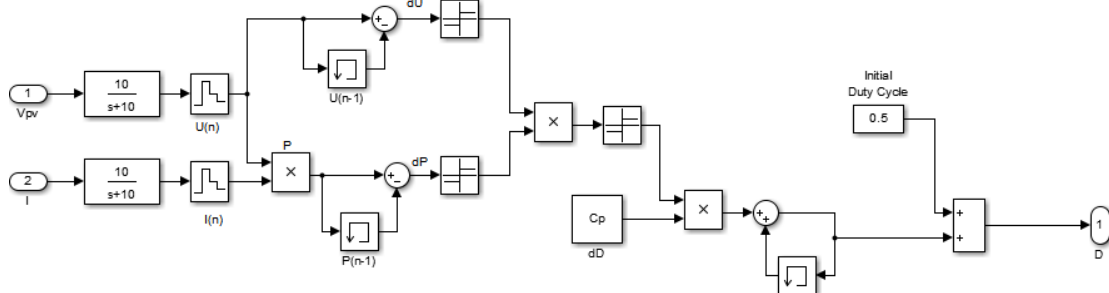 dU
1
Vpv
10
s+10
U(n)
U(n-1)
+
−
Initial
Duty Cycle
0.5
P
×
×
2
I
10
s+10
I(n)
P(n-1)
+
−
dP
Cp
dD
×
+
+
+
+
1
D